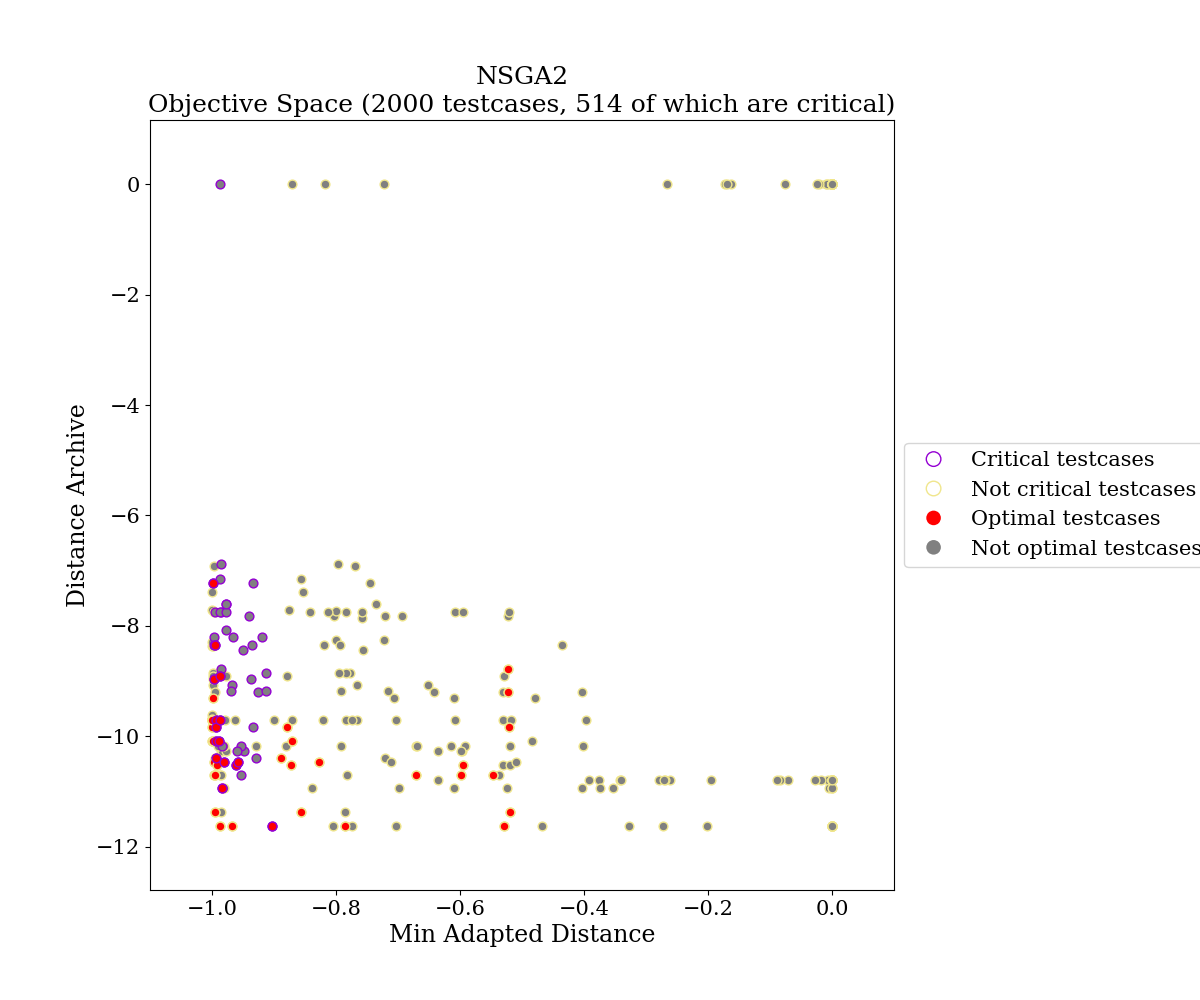 NSGA2
Objective Space (2000 testcases, 514 of which are critical)
0
−2
−4
−6
−8
−10
−12
Distance Archive
−1.0 −0.8 −0.6 −0.4 −0.2 0.0
Min Adapted Distance
Critical testcases
Not critical testcases
Optimal testcases
Not optimal testcases